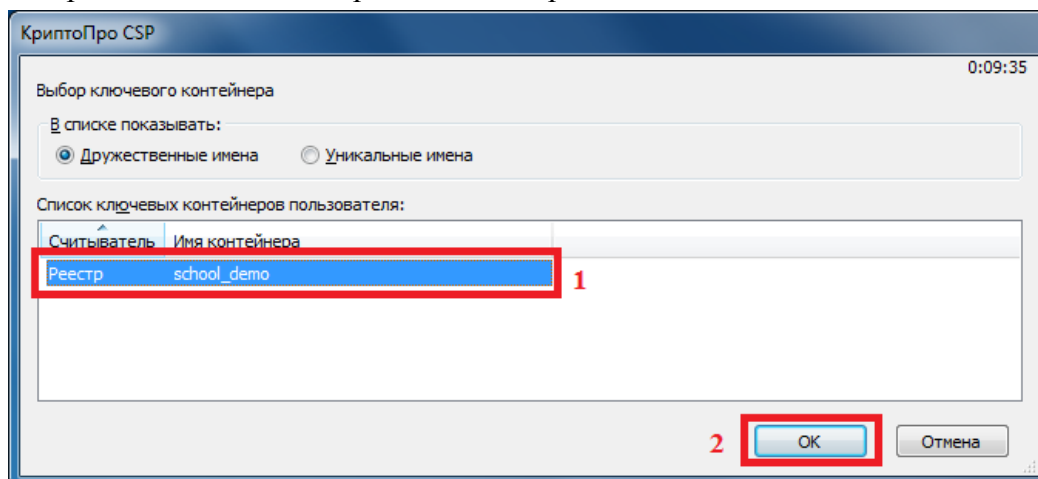 КриптоПро CSP
0:09:35
Выбор ключевого контейнера
В списке показывать:
Дружественные имена Уникальные имена
Список ключевых контейнеров пользователя:
Считыватель Имя контейнера
Реестр school_demo
1
2 OK Отмена